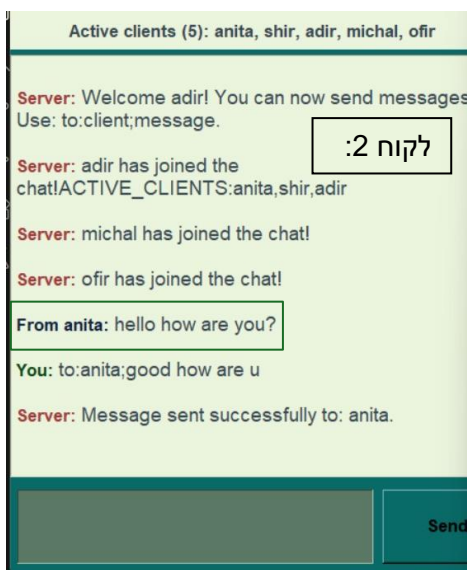 Active clients (5): anita, shir, adir, michal, ofir
Server: Welcome adir! You can now send messages
Use: to:client;message.
לקוח 2:
Server: adir has joined the
chat!ACTIVE_CLIENTS:anita,shir,adir
Server: michal has joined the chat!
Server: ofir has joined the chat!
From anita: hello how are you?
You: to:anita;good how are u
Server: Message sent successfully to: anita.
Send